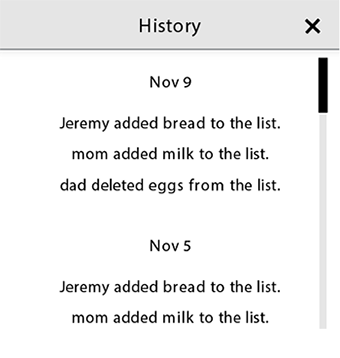 History
Nov 9
Jeremy added bread to the list.
mom added milk to the list.
dad deleted eggs from the list.
Nov 5
Jeremy added bread to the list.
mom added milk to the list.